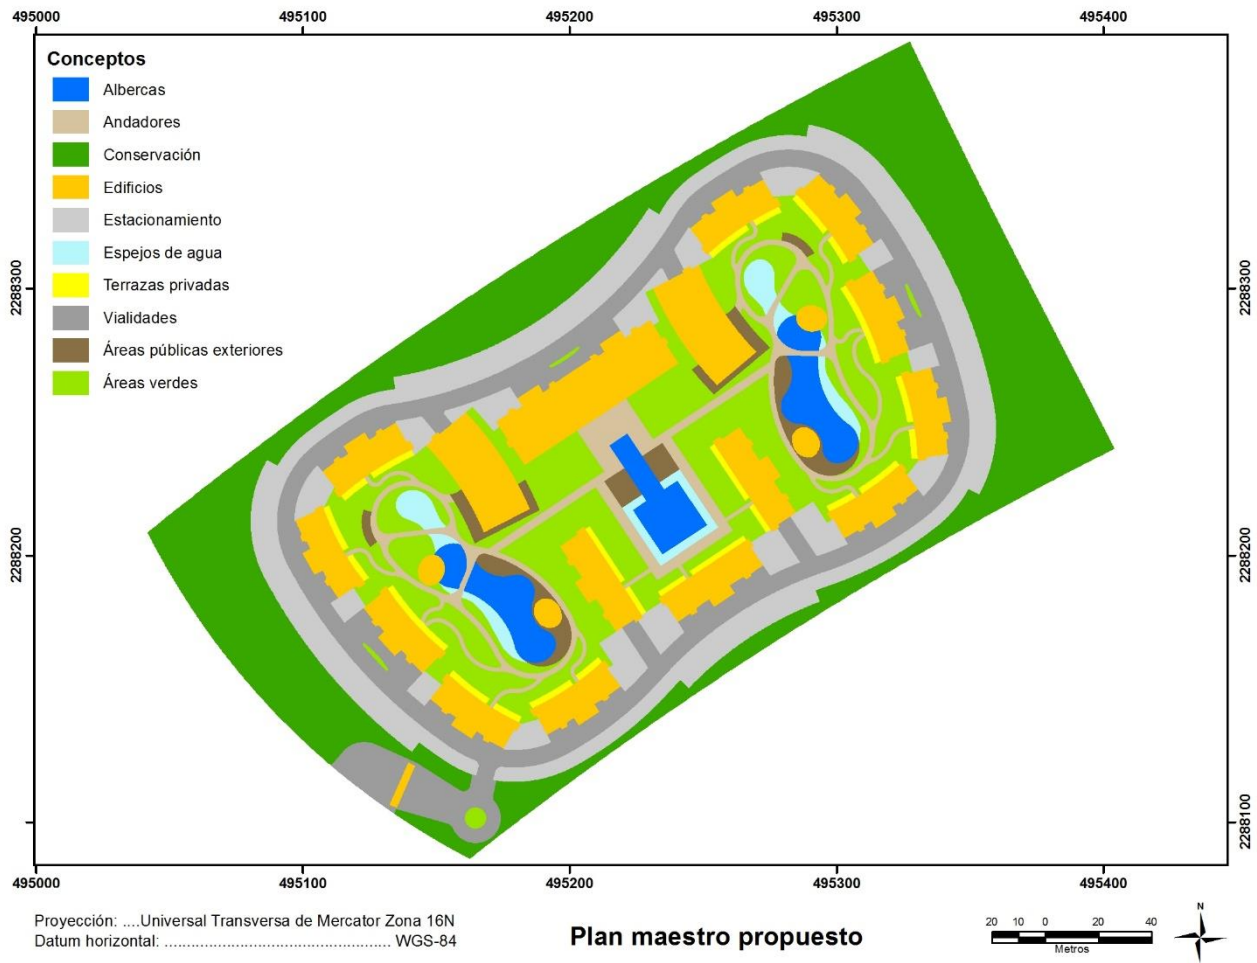 495000 495100 495200 495300 495400
Conceptos
Albercas
Andadores
Conservación
Edificios
Estacionamiento
Espejos de agua
Terrazas privadas
Vialidades
Áreas públicas exteriores
Áreas verdes
2288300
2288300
2288200
2288200
2288100
495000 495100 495200 495300 495400
Proyección: ....Universal Transversa de Mercator Zona 16N
Datum horizontal: .................................................... WGS-84
Plan maestro propuesto
20 10 0 20 40
Metros
N